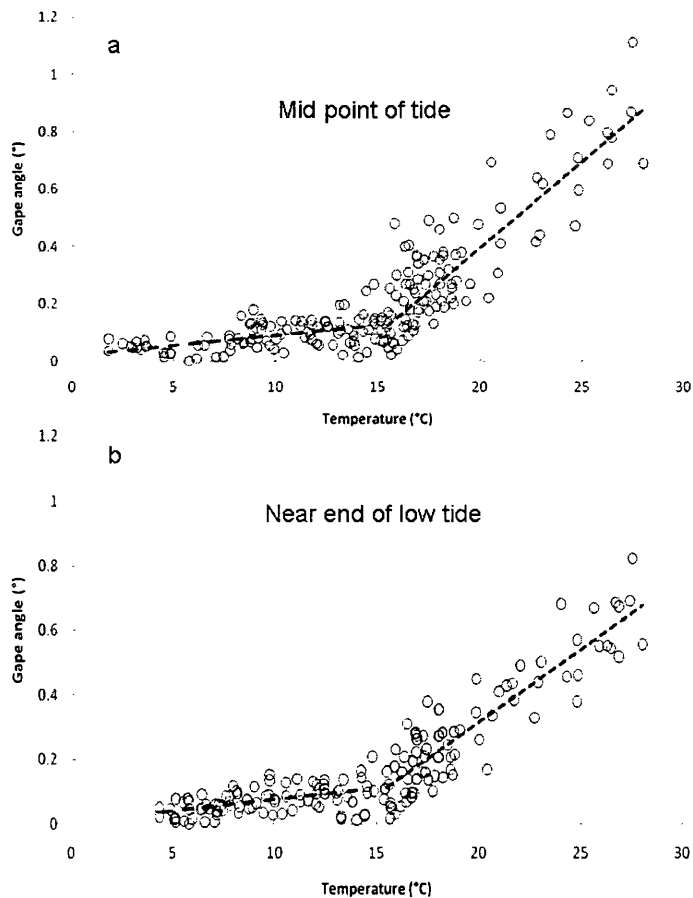 1.2
a
1
Mid point of tide
0.8
Gape angle (°)
0.6
0.4
0.2
0
0 5 10 15 20 25 30
Temperature (°C)
1.2
b
1
Near end of low tide
0.8
Gape angle (°)
0.6
0.4
0.2
0
0 5 10 15 20 25 30
Temperature (°C)